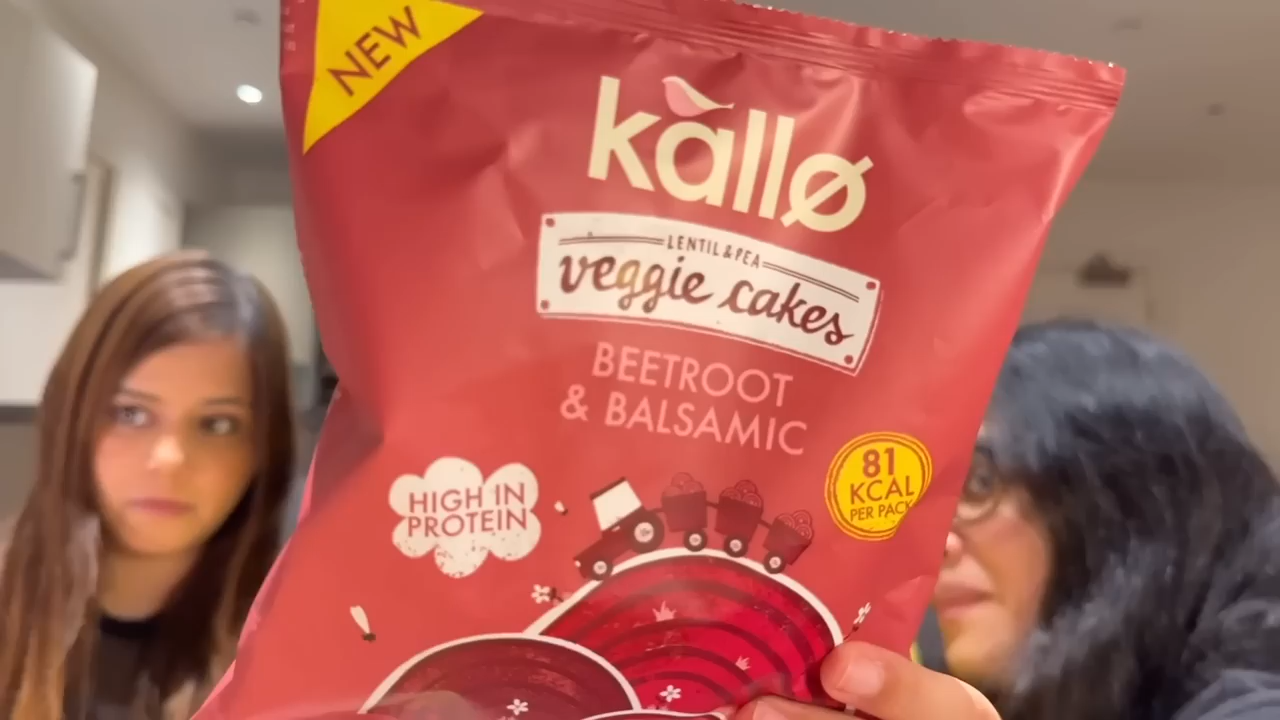 NEW
kallø
LENTIL & PEA
veggie cakes
BEETROOT
& BALSAMIC
81
KCAL
PER PACK
HIGH IN
PROTEIN